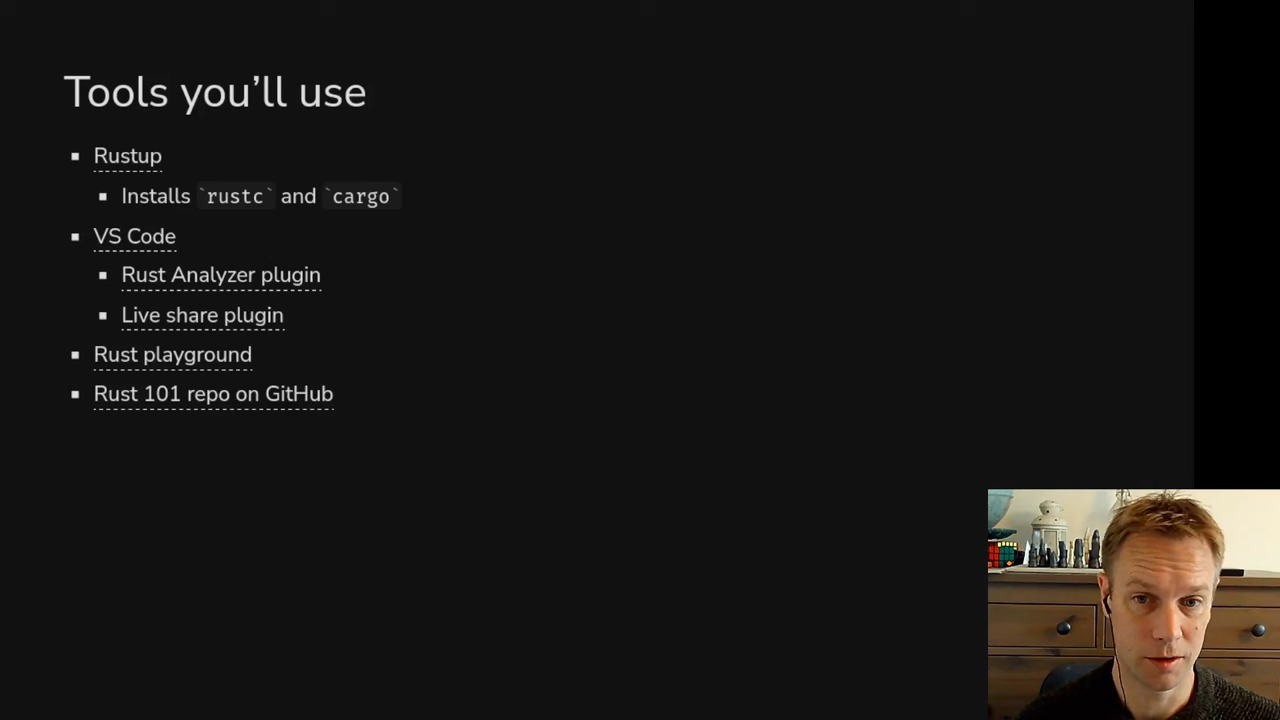 Tools you’ll use
Rustup
Installs `rustc` and `cargo`
VS Code
Rust Analyzer plugin
Live share plugin
Rust playground
Rust 101 repo on GitHub